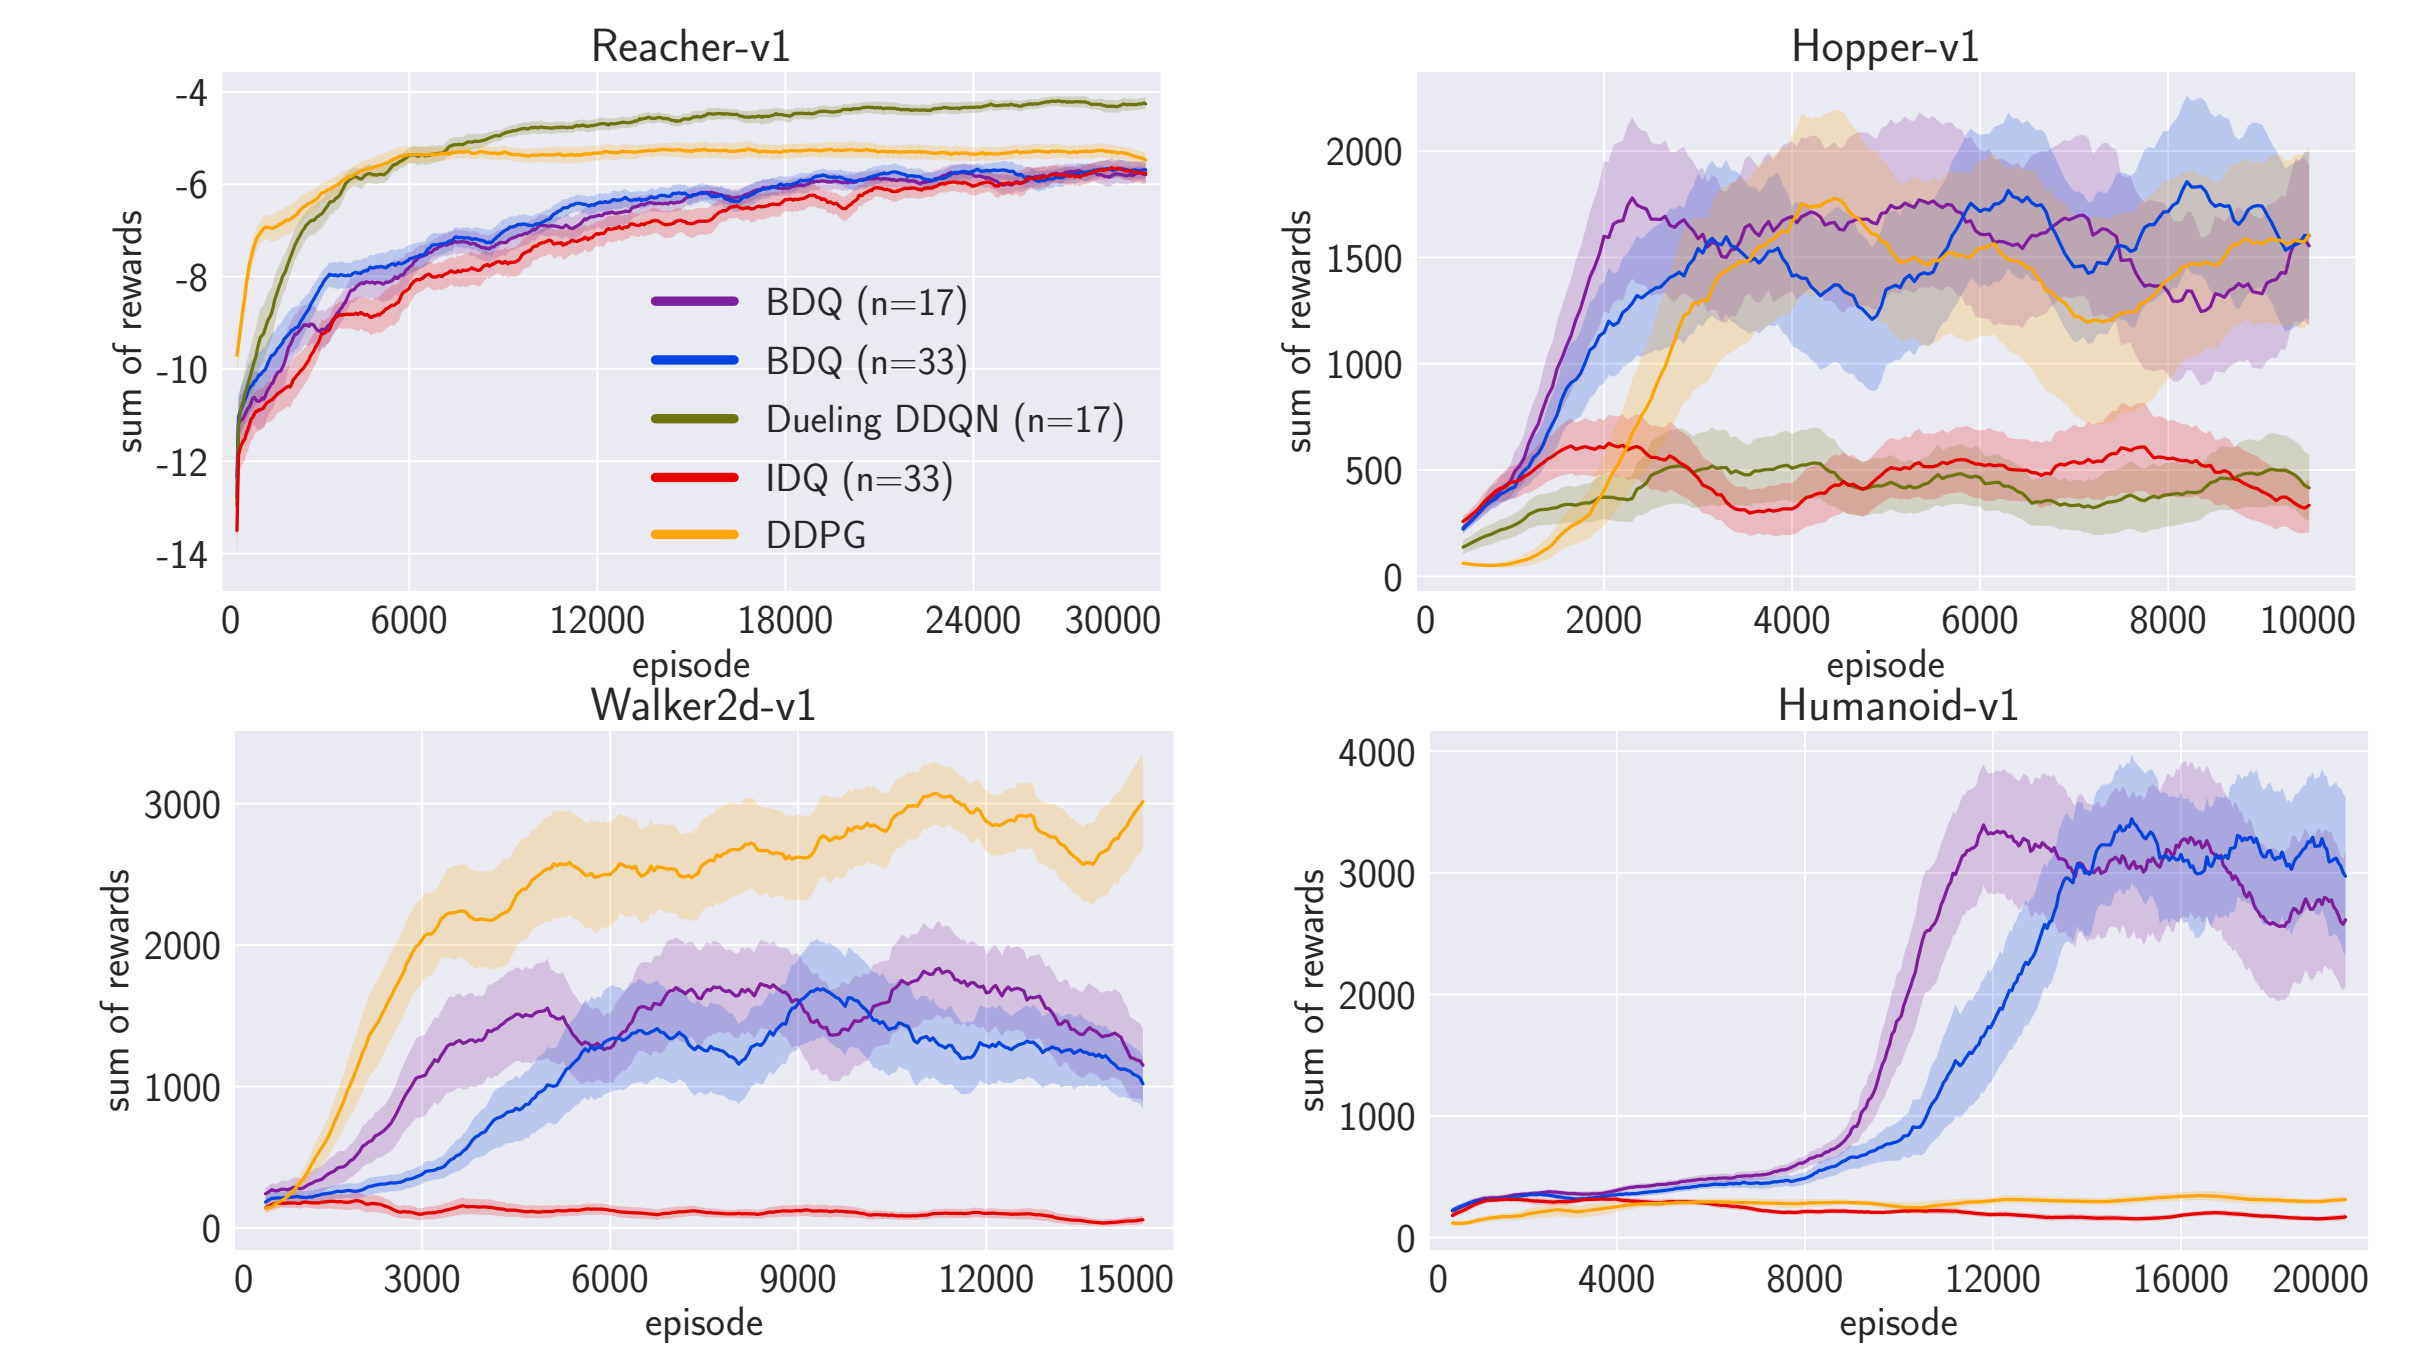 Reacher-v1
-4
-6
-8
-10
-12
-14
sum of rewards
BDQ (n=17)
BDQ (n=33)
Dueling DDQN (n=17)
IDQ (n=33)
DDPG
0 6000 12000 18000 24000 30000
episode
Hopper-v1
2000
1500
1000
500
0
sum of rewards
0 2000 4000 6000 8000 10000
episode
Walker2d-v1
3000
2000
1000
0
sum of rewards
0 3000 6000 9000 12000 15000
episode
Humanoid-v1
4000
3000
2000
1000
0
sum of rewards
0 4000 8000 12000 16000 20000
episode